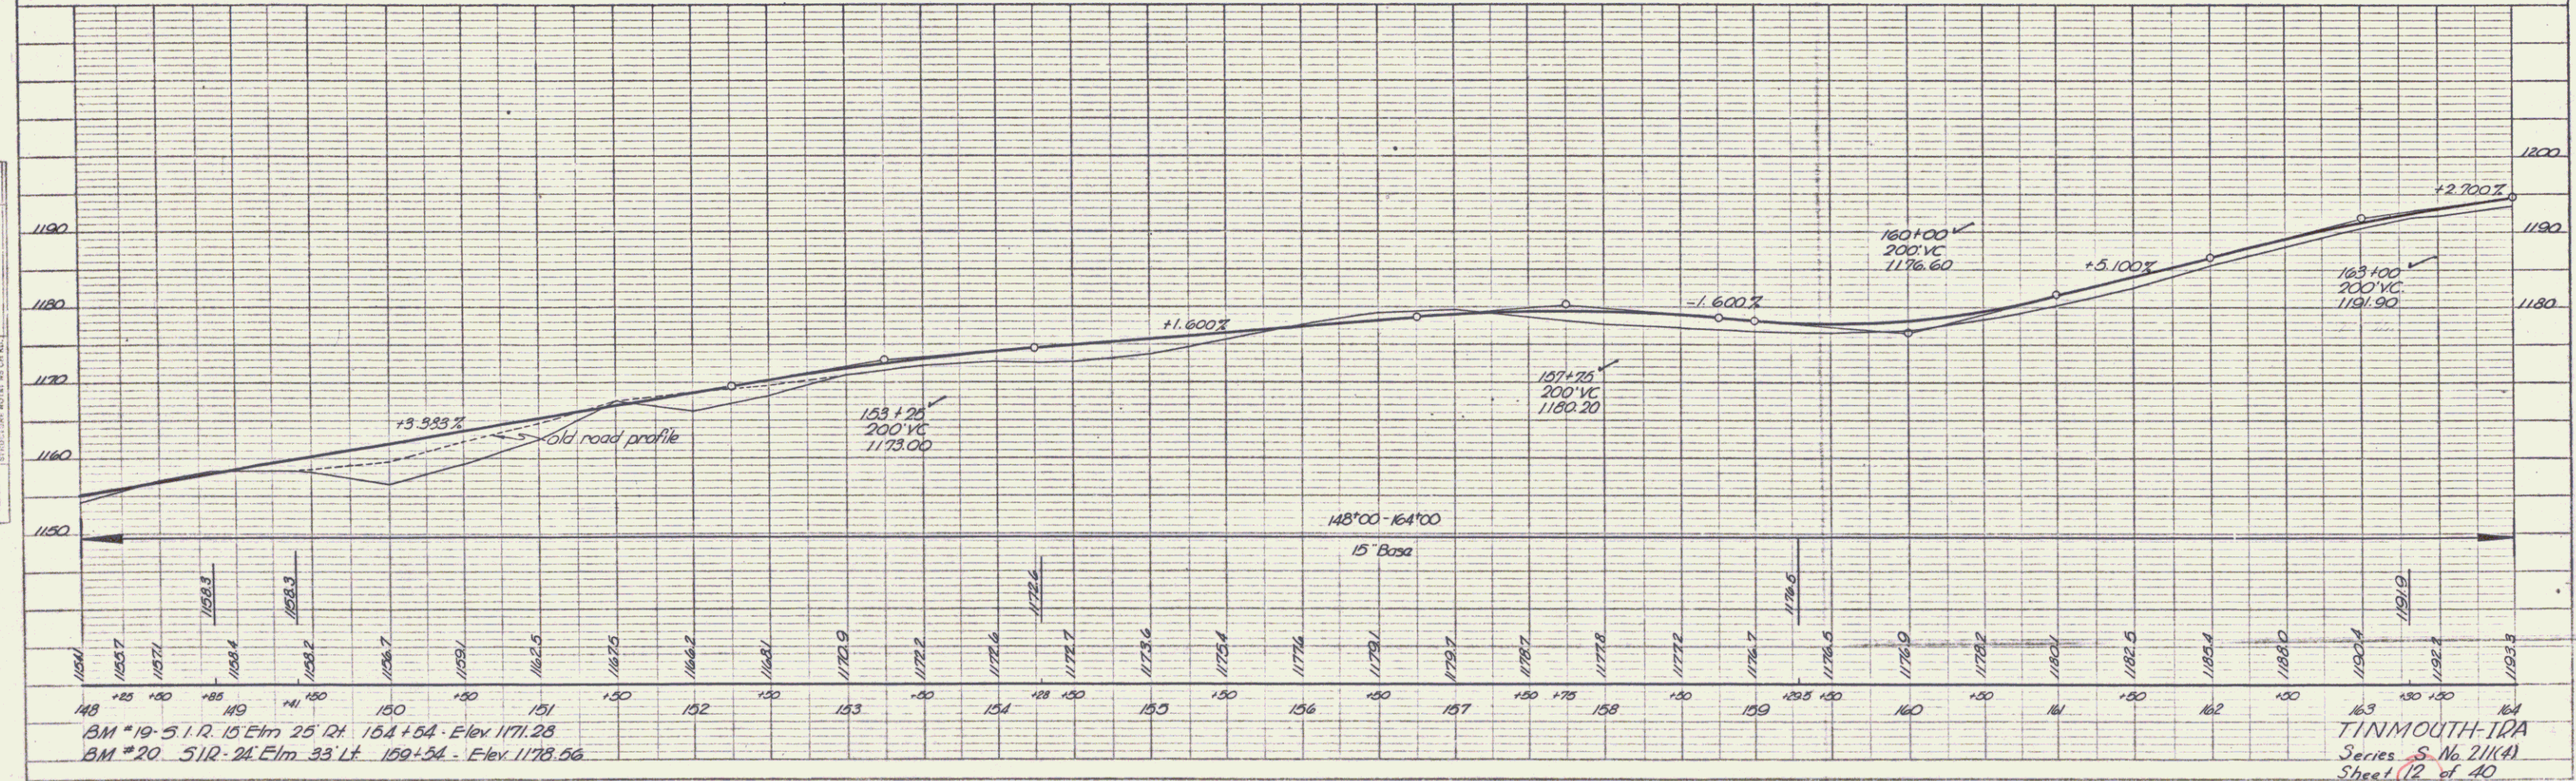 1200
+2.700%
1190
1190
160+00
200' VC
1176.60
+5.100%
163+00
200' V.C.
1191.90
1180
1180
-1.600%
+1.600%
1170
157+75
200' VC
1180.20
153+25
200' VC
1173.00
+3.383%
old road profile
1160
1150
148+00-164+00
15" Base
1158.3
1158.3
1172.6
1176.5
1191.9
1154.1 1155.7 1157.1 1158.4 1158.2 1156.7 1159.1 1162.5 1167.5 1166.2 1168.1 1170.9 1172.2 1172.6 1172.7 1173.6 1175.4 1177.6 1179.1 1179.7 1178.7 1177.8 1177.2 1176.7 1176.5 1176.9 1178.2 1180.1 1182.5 1185.4 1188.0 1190.4 1192.2 1193.3
+25 +50 +85 +41 +50 +50 +50 +50 +50 +28 +50 +50 +50 +50 +75 +50 +29.5 +50 +50 +50 +50 +30 +50
148 149 150 151 152 153 154 155 156 157 158 159 160 161 162 163 164
BM #19- S.I.R. 15" Elm 25' Rt. 154+54 - Elev. 1171.28
BM #20 SIR - 24" Elm 33' Lt. 159+54 - Elev. 1178.56
TINMOUTH-IRA
Series S No. 211(4)
Sheet 12 of 40